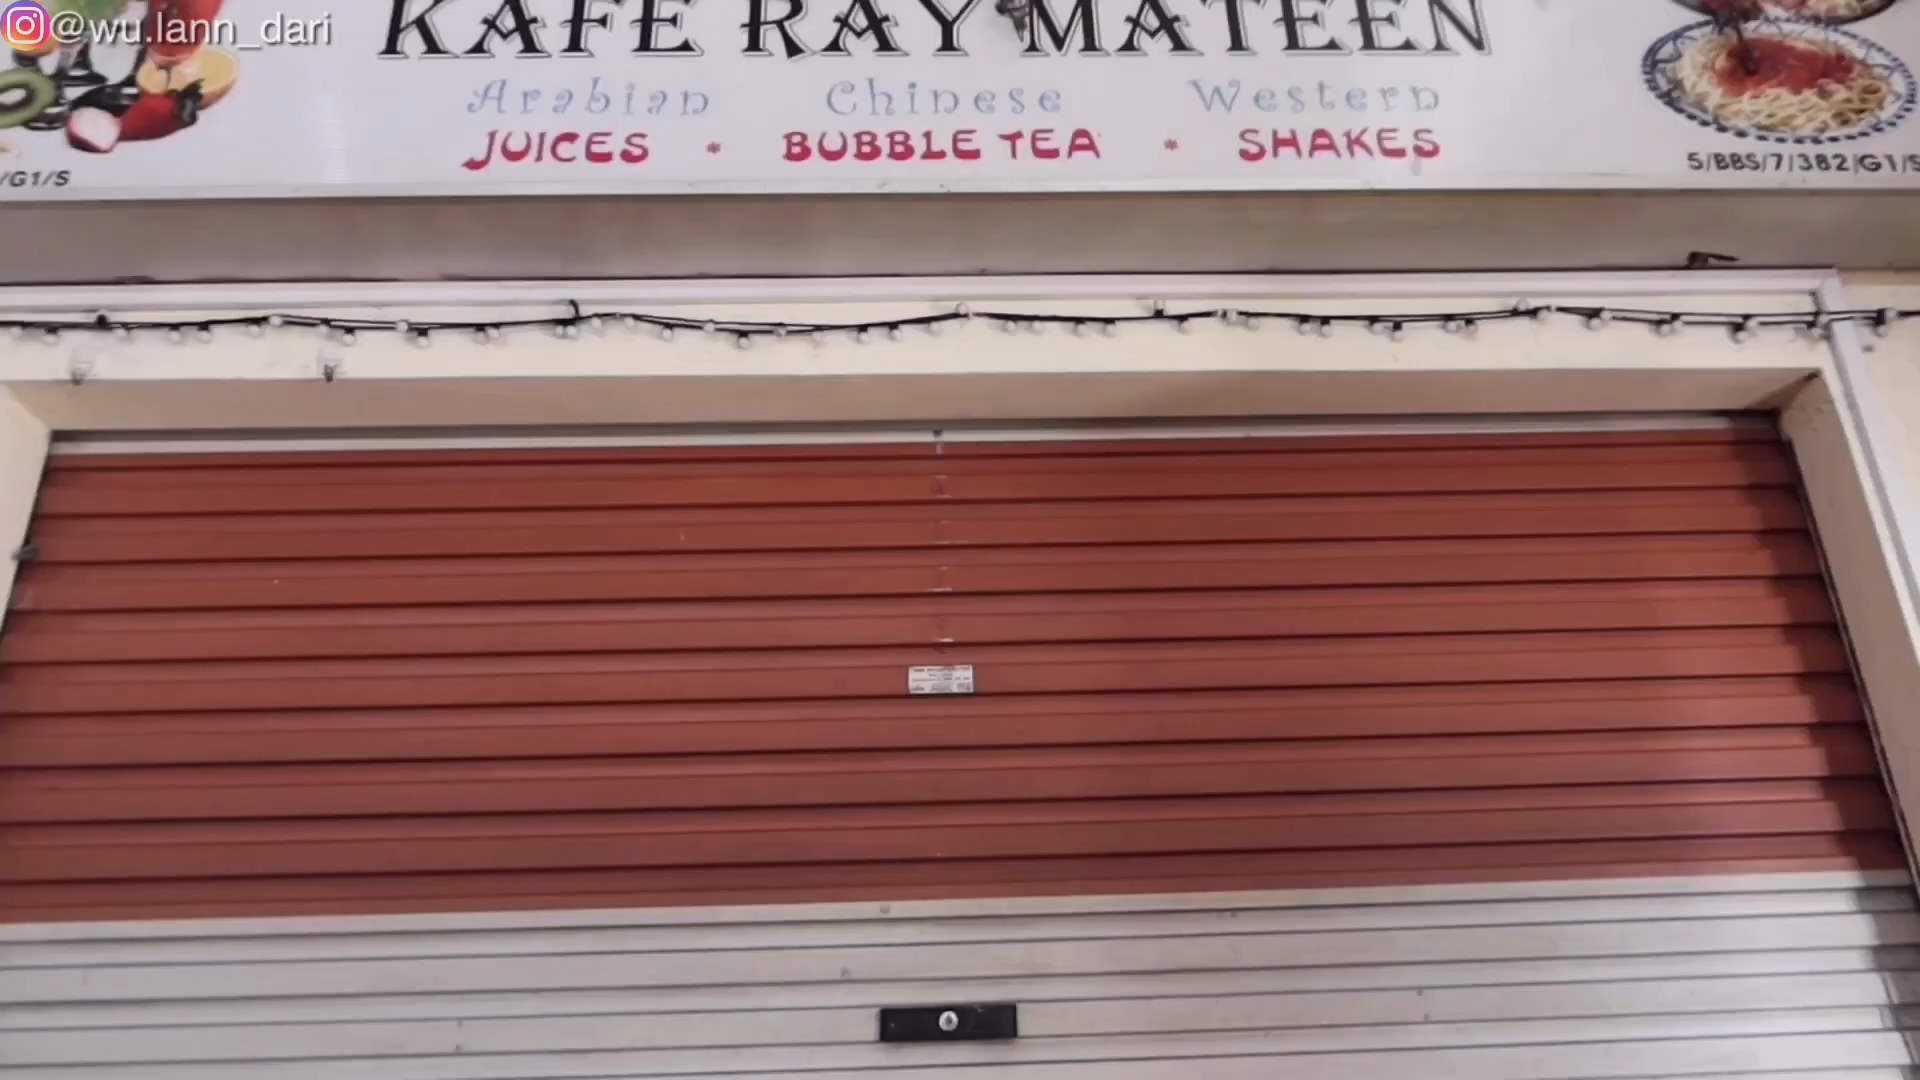 @wu.lann_dari
KAFE RAY MATEEN
Arabian Chinese Western
JUICES * BUBBLE TEA * SHAKES
/G1/S
5/BBS/7/382/G1/S